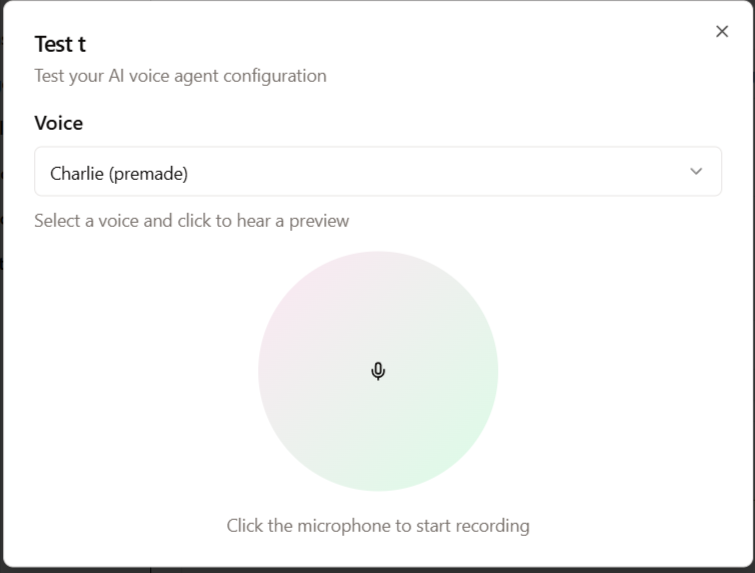 Test t
Test your AI voice agent configuration
Voice
Charlie (premade)
Select a voice and click to hear a preview
Click the microphone to start recording